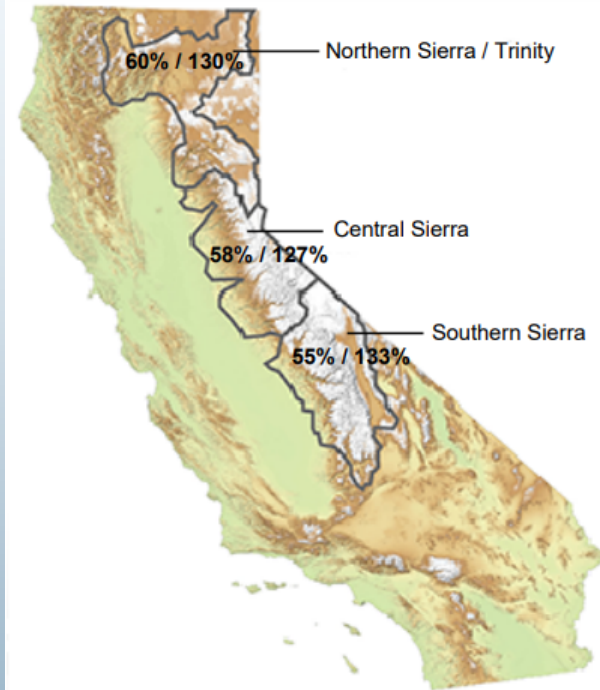 Northern Sierra / Trinity
60% / 130%
Central Sierra
58% / 127%
Southern Sierra
55% / 133%